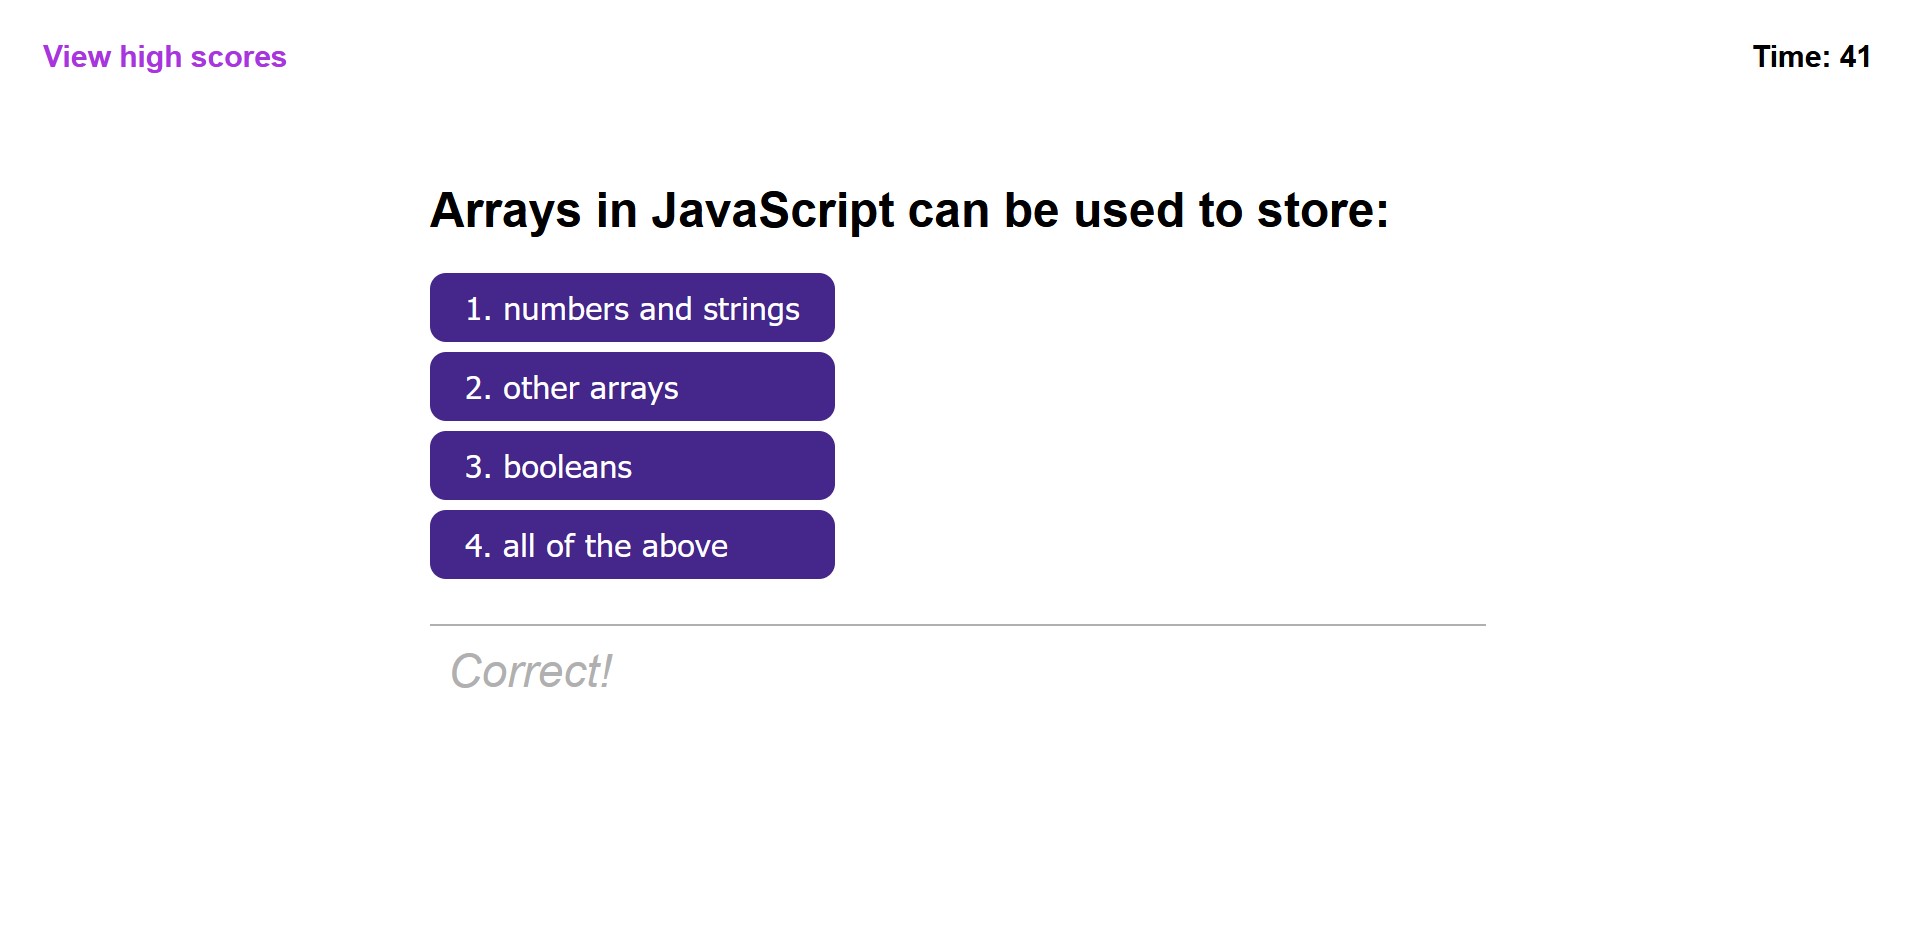 View high scores
Time: 41
Arrays in JavaScript can be used to store:
1. numbers and strings
2. other arrays
3. booleans
4. all of the above
Correct!